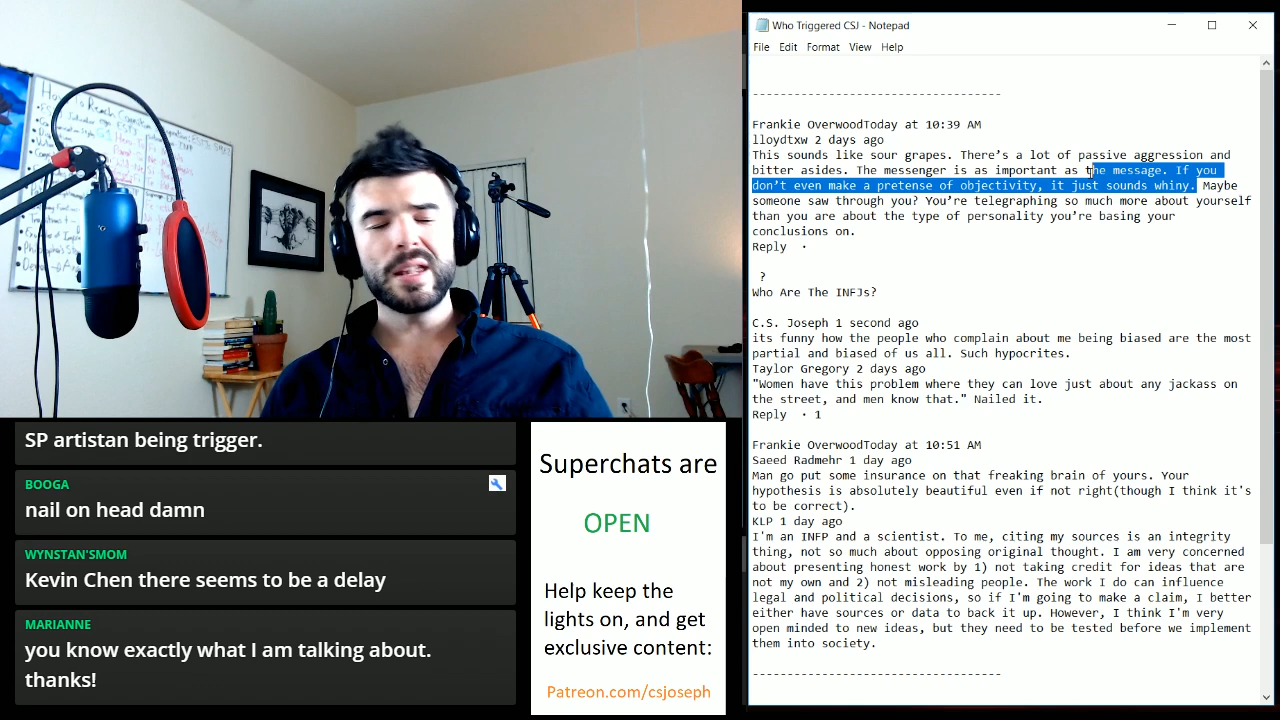 How To Reach
Who Triggered CSJ - Notepad
File Edit Format View Help
---------------------------------
Frankie OverwoodToday at 10:39 AM
lloydtxw 2 days ago
This sounds like sour grapes. There's a lot of passive aggression and
bitter asides. The messenger is as important as the message. If you
don't even make a pretense of objectivity, it just sounds whiny. Maybe
someone saw through you? You're telegraphing so much more about yourself
than you are about the type of personality you're basing your
conclusions on.
Reply ·
?
Who Are The INFJs?
C.S. Joseph 1 second ago
its funny how the people who complain about me being biased are the most
partial and biased of us all. Such hypocrites.
Taylor Gregory 2 days ago
"Women have this problem where they can love just about any jackass on
the street, and men know that." Nailed it.
Reply · 1
Frankie OverwoodToday at 10:51 AM
Saeed Radmehr 1 day ago
Man go put some insurance on that freaking brain of yours. Your
hypothesis is absolutely beautiful even if not right(though I think it's
to be correct).
KLP 1 day ago
I'm an INFP and a scientist. To me, citing my sources is an integrity
thing, not so much about opposing original thought. I am very concerned
about presenting honest work by 1) not taking credit for ideas that are
not my own and 2) not misleading people. The work I do can influence
legal and political decisions, so if I'm going to make a claim, I better
either have sources or data to back it up. However, I think I'm very
open minded to new ideas, but they need to be tested before we implement
them into society.
---------------------------------
SP artistan being trigger.
BOOGA
nail on head damn
WYNSTAN'SMOM
Kevin Chen there seems to be a delay
MARIANNE
you know exactly what I am talking about.
thanks!
Superchats are
OPEN
Help keep the
lights on, and get
exclusive content:
Patreon.com/csjoseph